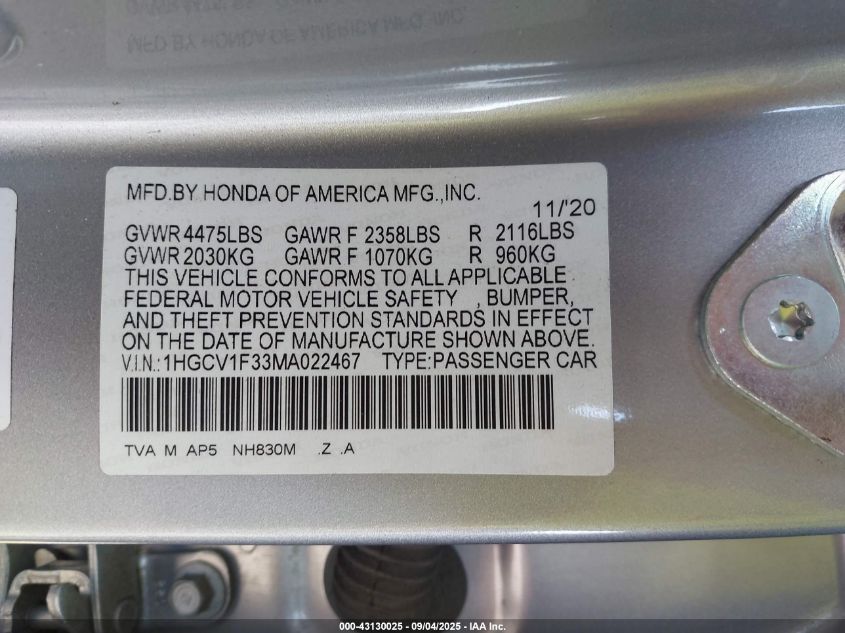 MFD.BY HONDA OF AMERICA MFG.,INC.
11/'20
GVWR 4475LBS GAWR F 2358LBS R 2116LBS
GVWR 2030KG GAWR F 1070KG R 960KG
THIS VEHICLE CONFORMS TO ALL APPLICABLE
FEDERAL MOTOR VEHICLE SAFETY , BUMPER,
AND THEFT PREVENTION STANDARDS IN EFFECT
ON THE DATE OF MANUFACTURE SHOWN ABOVE.
V.I.N.: 1HGCV1F33MA022467 TYPE:PASSENGER CAR
TVA M AP5 NH830M .Z .A
000-43130025 - 09/04/2025 - IAA Inc.